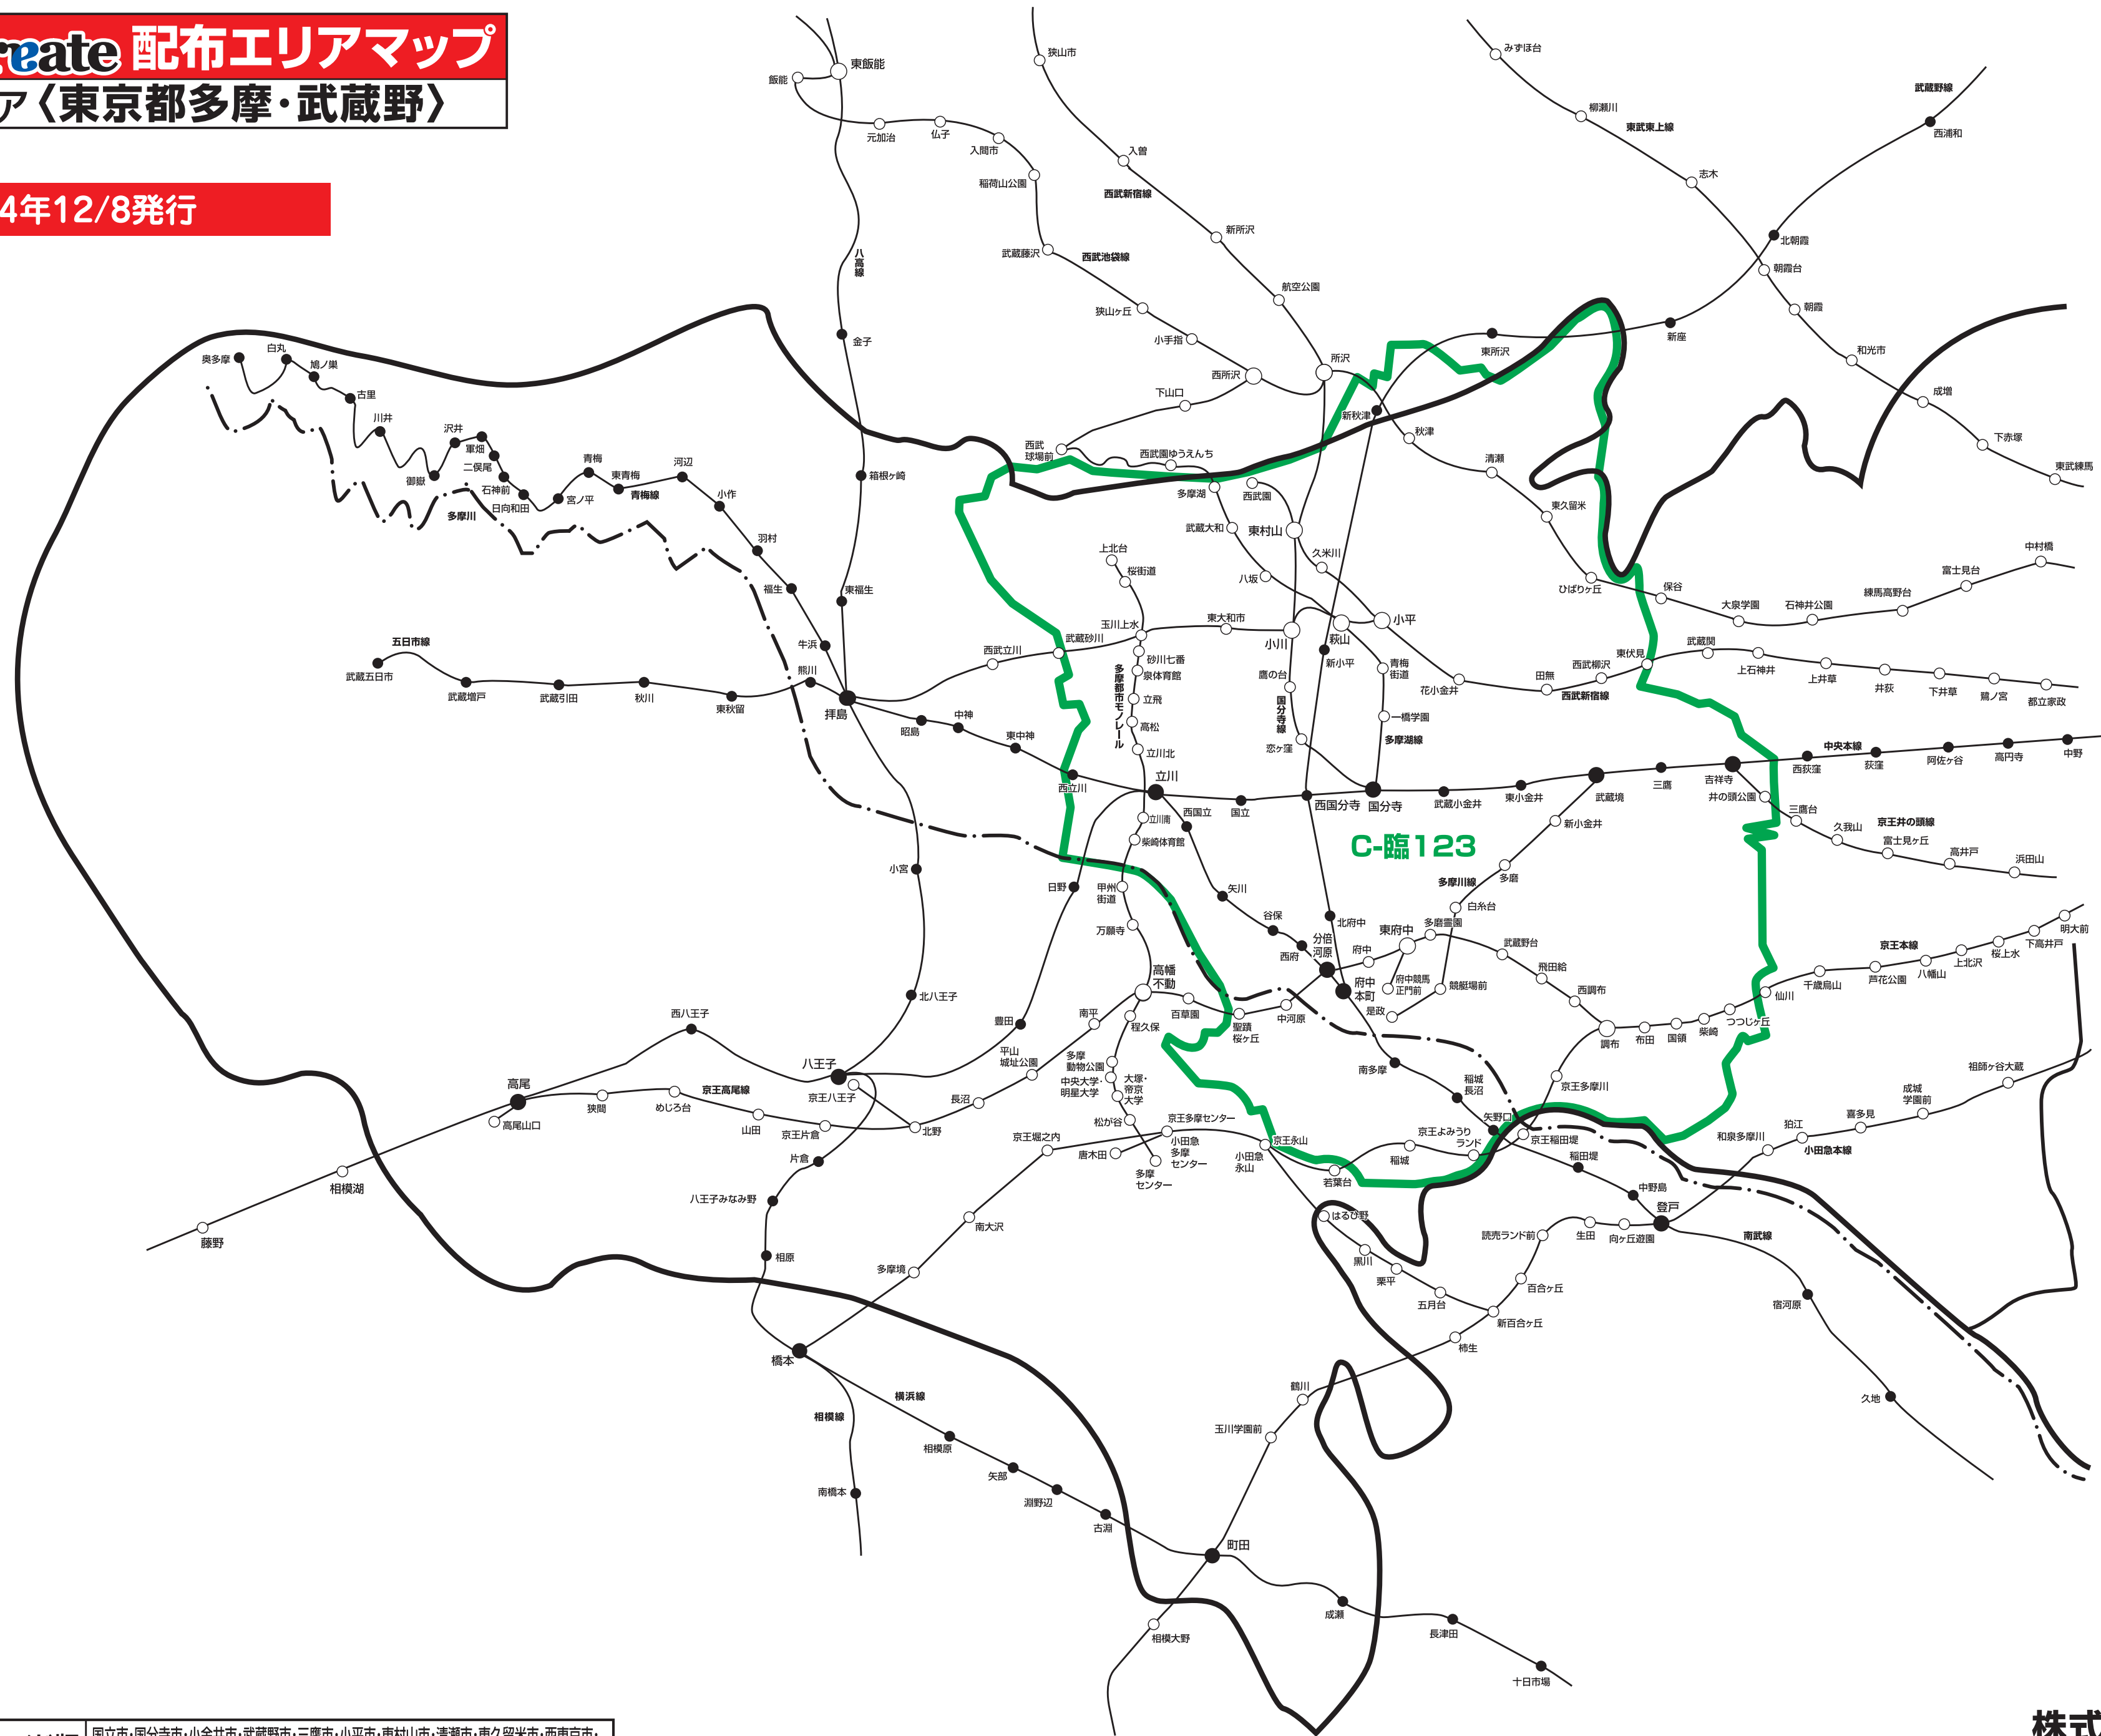 reate 配布エリアマップ
ア〈東京都多摩・武蔵野〉
4年12/8発行
東飯能
飯能
元加治
仏子
入間市
稲荷山公園
武蔵藤沢
西武池袋線
狭山ヶ丘
小手指
西所沢
下山口
西武
球場前
狭山市
入曽
西武新宿線
新所沢
航空公園
所沢
みずほ台
柳瀬川
東武東上線
志木
武蔵野線
西浦和
北朝霞
朝霞台
朝霞
和光市
成増
下赤塚
東武練馬
新座
東所沢
新秋津
秋津
清瀬
東久留米
ひばりヶ丘
保谷
大泉学園
石神井公園
練馬高野台
富士見台
中村橋
八高線
金子
箱根ヶ崎
東福生
奥多摩
白丸
鳩ノ巣
古里
川井
御嶽
沢井
軍畑
二俣尾
石神前
日向和田
宮ノ平
青梅
東青梅
青梅線
河辺
小作
羽村
福生
牛浜
多摩川
五日市線
武蔵五日市
武蔵増戸
武蔵引田
秋川
東秋留
熊川
拝島
昭島
中神
東中神
西立川
立川
西武立川
武蔵砂川
玉川上水
東大和市
小川
萩山
小平
西武園ゆうえんち
多摩湖
西武園
武蔵大和
東村山
八坂
久米川
上北台
桜街道
砂川七番
泉体育館
多摩都市モノレール
立飛
高松
立川北
立川南
柴崎体育館
甲州
街道
万願寺
高幡
不動
程久保
多摩
動物公園
中央大学・
明星大学
大塚・
帝京
大学
松が谷
多摩
センター
新小平
鷹の台
国分寺線
恋ヶ窪
青梅
街道
一橋学園
多摩湖線
花小金井
田無
西武新宿線
西武柳沢
東伏見
武蔵関
上石神井
上井草
井荻
下井草
鷺ノ宮
都立家政
国立
西国分寺
国分寺
武蔵小金井
東小金井
武蔵境
三鷹
吉祥寺
西荻窪
中央本線
荻窪
阿佐ヶ谷
高円寺
中野
井の頭公園
三鷹台
久我山
京王井の頭線
富士見ヶ丘
高井戸
浜田山
C-臨123
西国立
矢川
谷保
西府
分倍
河原
府中
本町
北府中
府中
東府中
多磨霊園
府中競馬
正門前
競艇場前
是政
白糸台
多摩川線
多磨
新小金井
武蔵野台
飛田給
西調布
調布
布田
国領
柴崎
つつじヶ丘
仙川
千歳烏山
芦花公園
京王本線
八幡山
上北沢
桜上水
下高井戸
明大前
小宮
日野
北八王子
豊田
八王子
西八王子
高尾
高尾山口
狭間
めじろ台
京王高尾線
山田
京王片倉
京王八王子
北野
長沼
平山
城址公園
南平
百草園
聖蹟
桜ヶ丘
中河原
相模湖
藤野
片倉
八王子みなみ野
相原
橋本
多摩境
南大沢
京王堀之内
京王多摩センター
小田急
多摩
センター
唐木田
小田急
永山
京王永山
若葉台
稲城
京王よみうり
ランド
京王稲田堤
京王多摩川
南多摩
稲城
長沼
矢野口
稲田堤
中野島
登戸
南武線
宿河原
久地
向ヶ丘遊園
生田
読売ランド前
百合ヶ丘
新百合ヶ丘
五月台
栗平
黒川
はるひ野
柿生
鶴川
玉川学園前
町田
相模大野
和泉多摩川
狛江
小田急本線
喜多見
成城
学園前
祖師ヶ谷大蔵
横浜線
相模線
南橋本
相模原
矢部
淵野辺
古淵
成瀬
長津田
十日市場
国立市・国分寺市・小金井市・武蔵野市・三鷹市・小平市・東村山市・清瀬市・東久留米市・西東京市・
株式